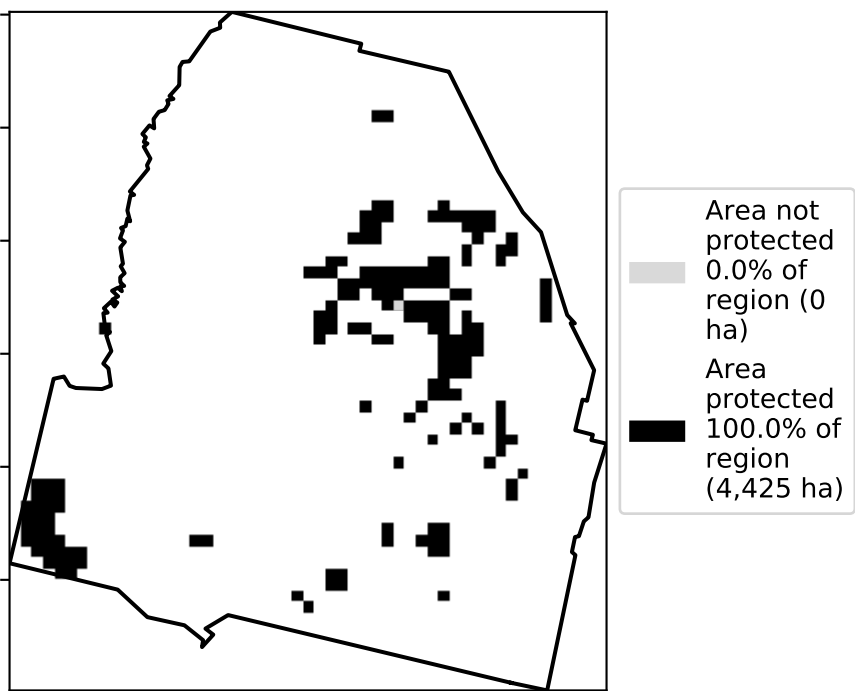 Area not
protected
0.0% of
region (0
ha)
Area
protected
100.0% of
region
(4,425 ha)